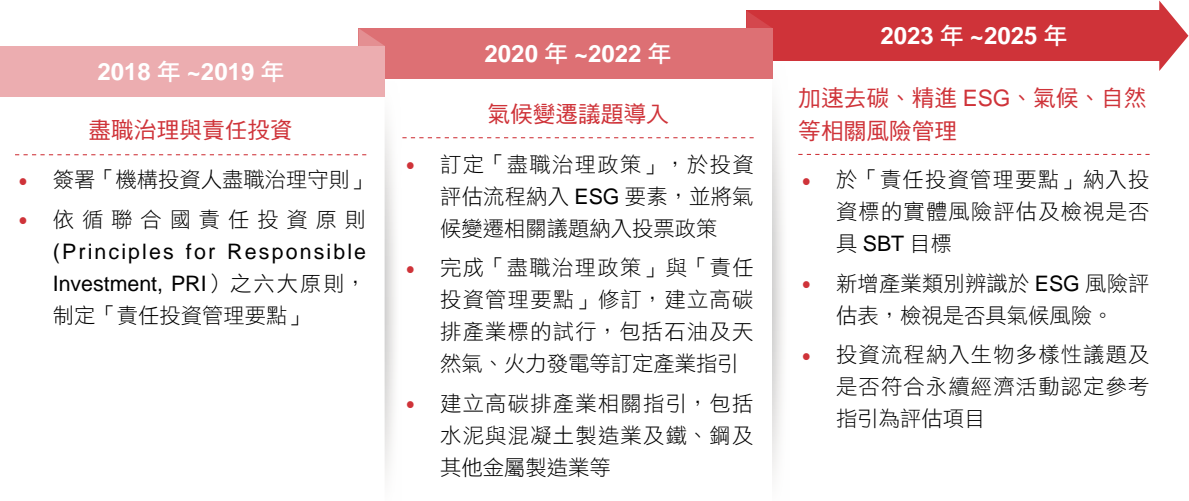 2018 年 ~2019 年
盡職治理與責任投資
• 簽署「機構投資人盡職治理守則」
• 依循聯合國責任投資原則
(Principles for Responsible
Investment, PRI）之六大原則，
制定「責任投資管理要點」
2020 年 ~2022 年
氣候變遷議題導入
• 訂定「盡職治理政策」，於投資
評估流程納入 ESG 要素，並將氣
候變遷相關議題納入投票政策
• 完成「盡職治理政策」與「責任
投資管理要點」修訂，建立高碳
排產業標的試行，包括石油及天
然氣、火力發電等訂定產業指引
• 建立高碳排產業相關指引，包括
水泥與混凝土製造業及鐵、鋼及
其他金屬製造業等
2023 年 ~2025 年
加速去碳、精進 ESG、氣候、自然
等相關風險管理
• 於「責任投資管理要點」納入投
資標的實體風險評估及檢視是否
具 SBT 目標
• 新增產業類別辨識於 ESG 風險評
估表，檢視是否具氣候風險。
• 投資流程納入生物多樣性議題及
是否符合永續經濟活動認定參考
指引為評估項目